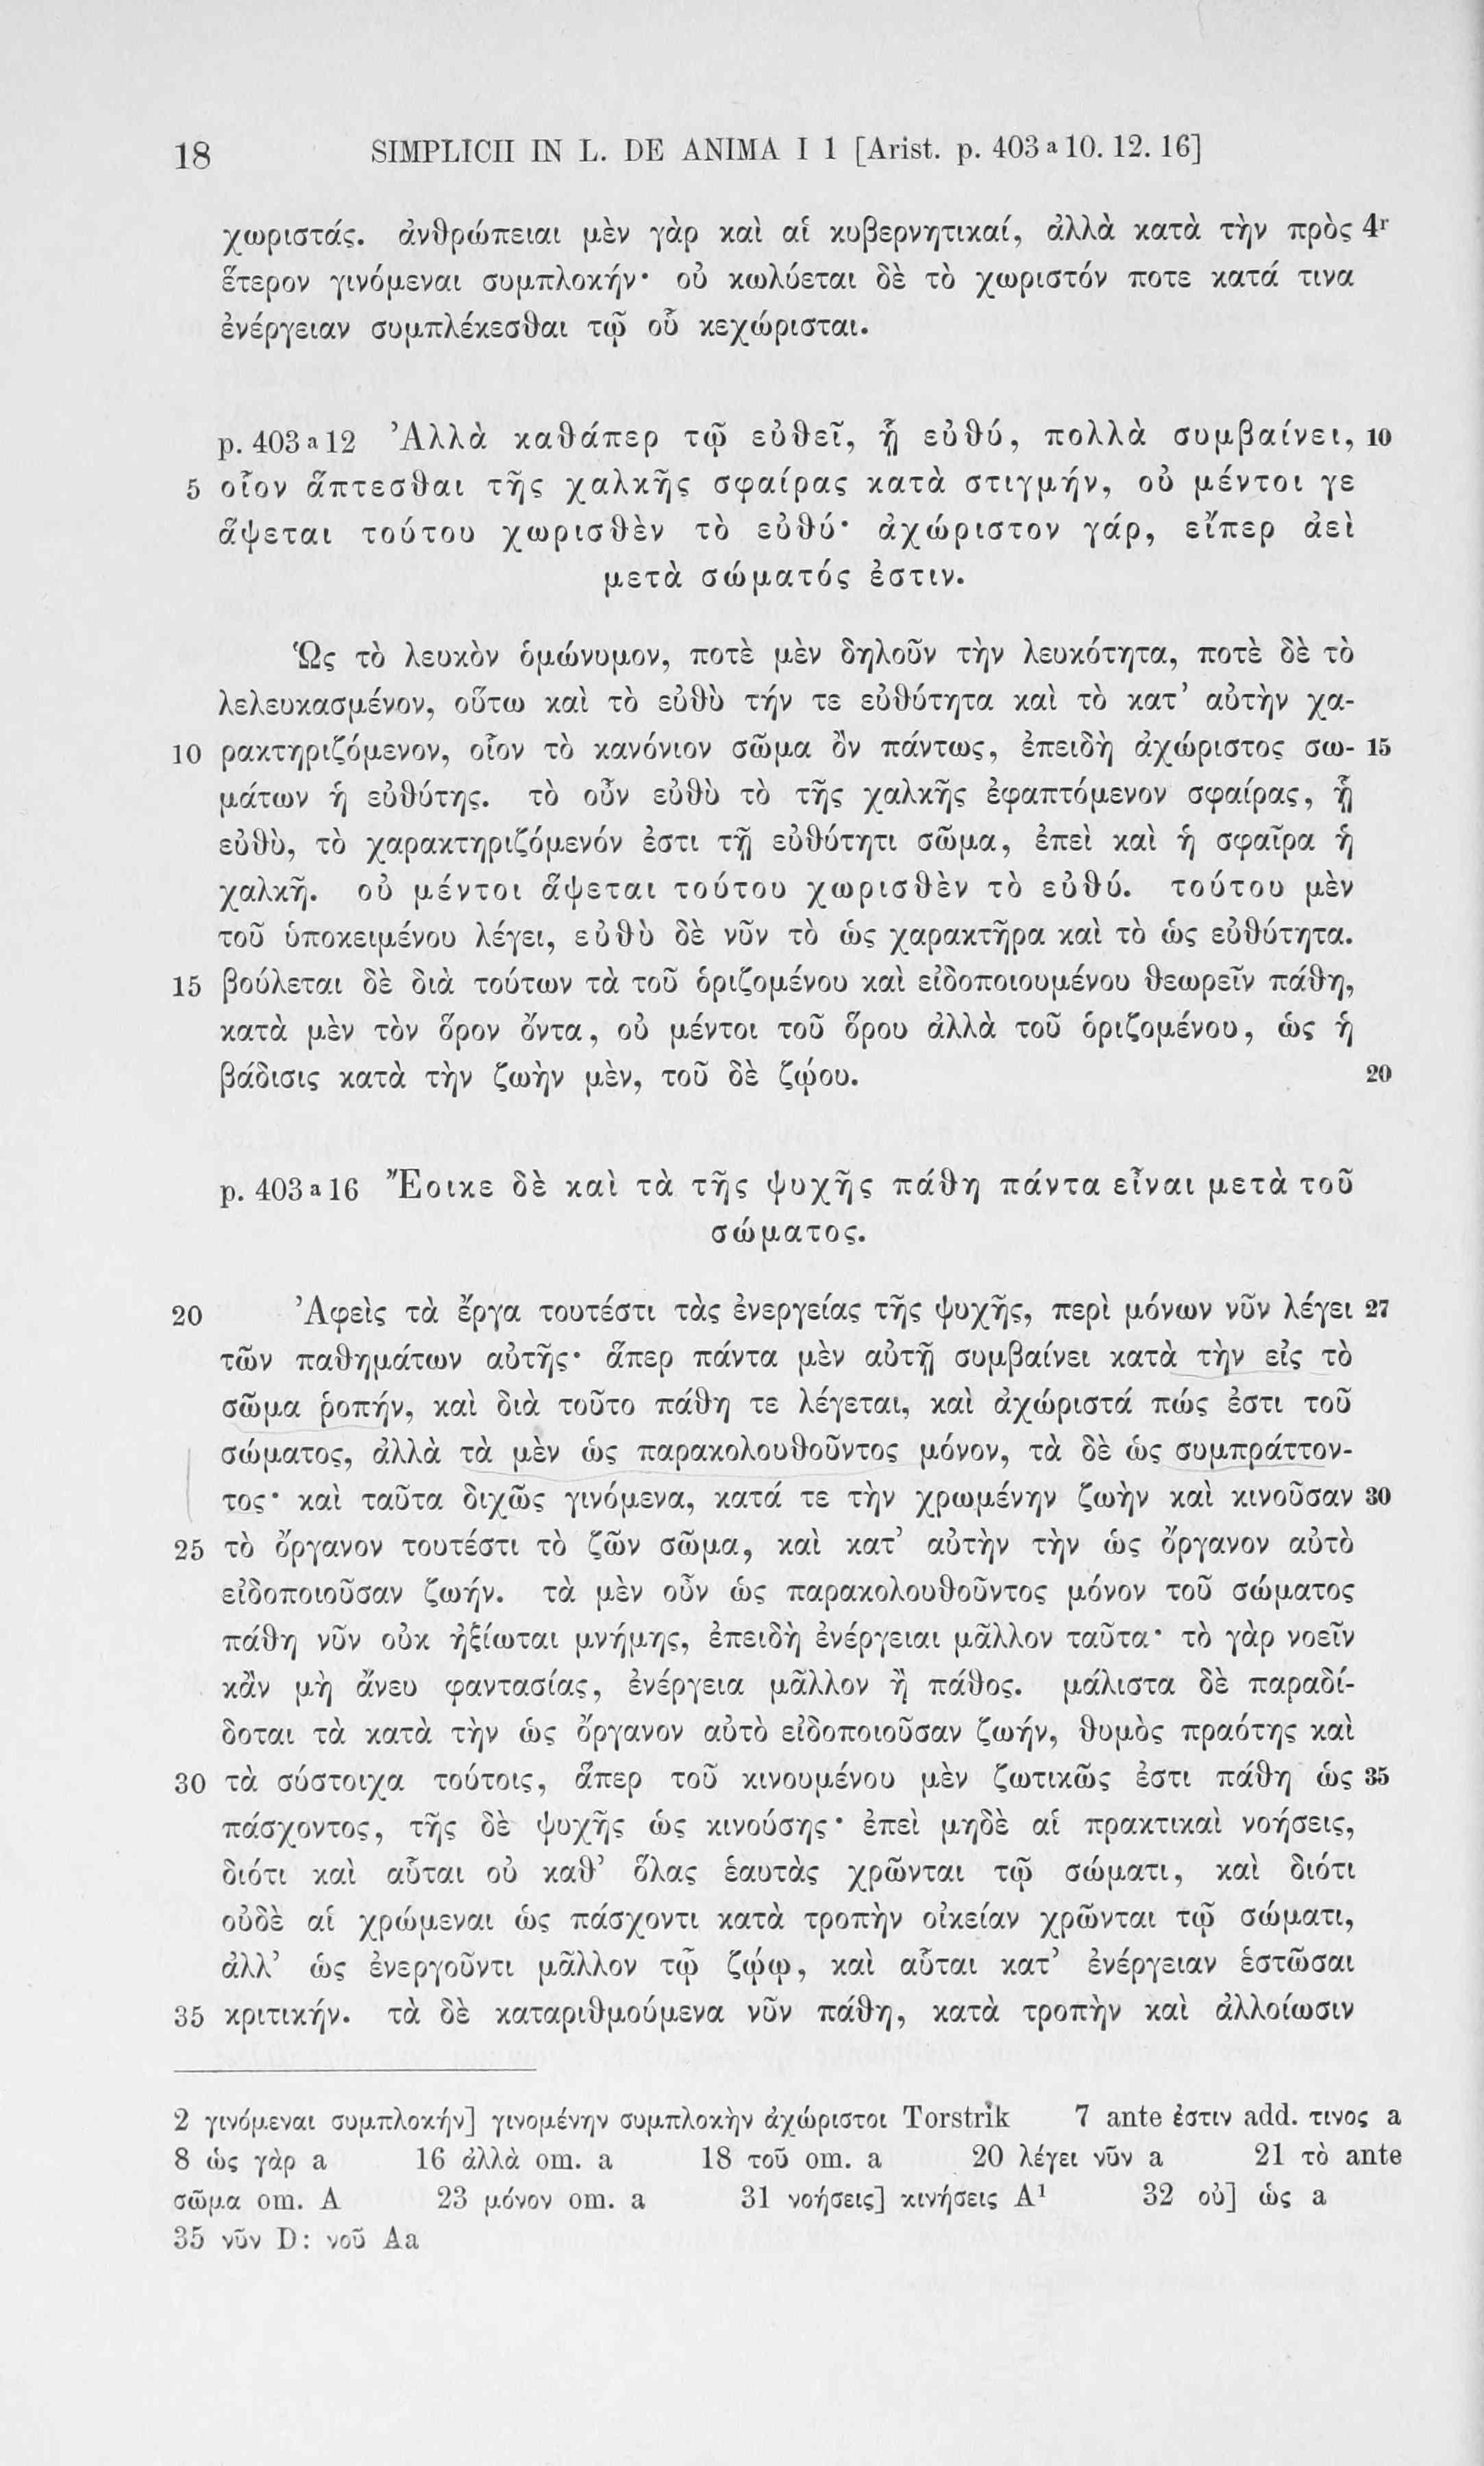 18 SIMPLICII IN L. DE ANIMA I 1 [Arist. p. 403 a 10. 12. 16]
χωριστάς. ἀνθρώπειαι μὲν γὰρ καὶ αἱ κυβερνητικαί, ἀλλὰ κατὰ τὴν πρὸς 4r
ἕτερον γινόμεναι συμπλοκήν· οὐ κωλύεται δὲ τὸ χωριστόν ποτε κατά τινα
ἐνέργειαν συμπλέκεσθαι τῷ οὗ κεχώρισται.
p. 403 a 12 Ἀλλὰ καθάπερ τῷ εὐθεῖ, ᾗ εὐθύ, πολλὰ συμβαίνει, 10
5 οἷον ἅπτεσθαι τῆς χαλκῆς σφαίρας κατὰ στιγμήν, οὐ μέντοι γε
ἅψεται τούτου χωρισθὲν τὸ εὐθύ· ἀχώριστον γάρ, εἴπερ ἀεὶ
μετὰ σώματός ἐστιν.
Ὡς τὸ λευκὸν ὁμώνυμον, ποτὲ μὲν δηλοῦν τὴν λευκότητα, ποτὲ δὲ τὸ
λελευκασμένον, οὕτω καὶ τὸ εὐθὺ τήν τε εὐθύτητα καὶ τὸ κατ’ αὐτὴν χα-
10 ρακτηριζόμενον, οἷον τὸ κανόνιον σῶμα ὂν πάντως, ἐπειδὴ ἀχώριστος σω- 15
μάτων ἡ εὐθύτης. τὸ οὖν εὐθὺ τὸ τῆς χαλκῆς ἐφαπτόμενον σφαίρας, ᾗ
εὐθὺ, τὸ χαρακτηριζόμενόν ἐστι τῇ εὐθύτητι σῶμα, ἐπεὶ καὶ ἡ σφαῖρα ἡ
χαλκῆ. οὐ μέντοι ἅψεται τούτου χωρισθὲν τὸ εὐθύ. τούτου μὲν
τοῦ ὑποκειμένου λέγει, εὐθὺ δὲ νῦν τὸ ὡς χαρακτῆρα καὶ τὸ ὡς εὐθύτητα.
15 βούλεται δὲ διὰ τούτων τὰ τοῦ ὁριζομένου καὶ εἰδοποιουμένου θεωρεῖν πάθη,
κατὰ μὲν τὸν ὅρον ὄντα, οὐ μέντοι τοῦ ὅρου ἀλλὰ τοῦ ὁριζομένου, ὡς ἡ
βάδισις κατὰ τὴν ζωὴν μὲν, τοῦ δὲ ζῴου. 20
p. 403 a 16 Ἔοικε δὲ καὶ τὰ τῆς ψυχῆς πάθη πάντα εἶναι μετὰ τοῦ
σώματος.
20 Ἀφεὶς τὰ ἔργα τουτέστι τὰς ἐνεργείας τῆς ψυχῆς, περὶ μόνων νῦν λέγει 27
τῶν παθημάτων αὐτῆς· ἅπερ πάντα μὲν αὐτῇ συμβαίνει κατὰ τὴν εἰς τὸ
σῶμα ῥοπήν, καὶ διὰ τοῦτο πάθη τε λέγεται, καὶ ἀχώριστά πώς ἐστι τοῦ
σώματος, ἀλλὰ τὰ μὲν ὡς παρακολουθοῦντος μόνον, τὰ δὲ ὡς συμπράττον-
τος· καὶ ταῦτα διχῶς γινόμενα, κατά τε τὴν χρωμένην ζωὴν καὶ κινοῦσαν 30
25 τὸ ὄργανον τουτέστι τὸ ζῶν σῶμα, καὶ κατ’ αὐτὴν τὴν ὡς ὄργανον αὐτὸ
εἰδοποιοῦσαν ζωήν. τὰ μὲν οὖν ὡς παρακολουθοῦντος μόνον τοῦ σώματος
πάθη νῦν οὐκ ἠξίωται μνήμης, ἐπειδὴ ἐνέργειαι μᾶλλον ταῦτα· τὸ γὰρ νοεῖν
κἂν μὴ ἄνευ φαντασίας, ἐνέργεια μᾶλλον ἢ πάθος. μάλιστα δὲ παραδί-
δοται τὰ κατὰ τὴν ὡς ὄργανον αὐτὸ εἰδοποιοῦσαν ζωήν, θυμὸς πραότης καὶ
30 τὰ σύστοιχα τούτοις, ἅπερ τοῦ κινουμένου μὲν ζωτικῶς ἐστι πάθη ὡς 35
πάσχοντος, τῆς δὲ ψυχῆς ὡς κινούσης· ἐπεὶ μηδὲ αἱ πρακτικαὶ νοήσεις,
διότι καὶ αὗται οὐ καθ’ ὅλας ἑαυτὰς χρῶνται τῷ σώματι, καὶ διότι
οὐδὲ αἱ χρώμεναι ὡς πάσχοντι κατὰ τροπὴν οἰκείαν χρῶνται τῷ σώματι,
ἀλλ’ ὡς ἐνεργοῦντι μᾶλλον τῷ ζῴῳ, καὶ αὗται κατ’ ἐνέργειαν ἑστῶσαι
35 κριτικήν. τὰ δὲ καταριθμούμενα νῦν πάθη, κατὰ τροπὴν καὶ ἀλλοίωσιν
2 γινόμεναι συμπλοκήν] γινομένην συμπλοκὴν ἀχώριστοι Torstrik 7 ante ἐστιν add. τινος a
8 ὡς γὰρ a 16 ἀλλὰ om. a 18 τοῦ om. a 20 λέγει νῦν a 21 τὸ ante
σῶμα om. A 23 μόνον om. a 31 νοήσεις] κινήσεις A¹ 32 οὐ] ὡς a
35 νῦν D: νοῦ Aa